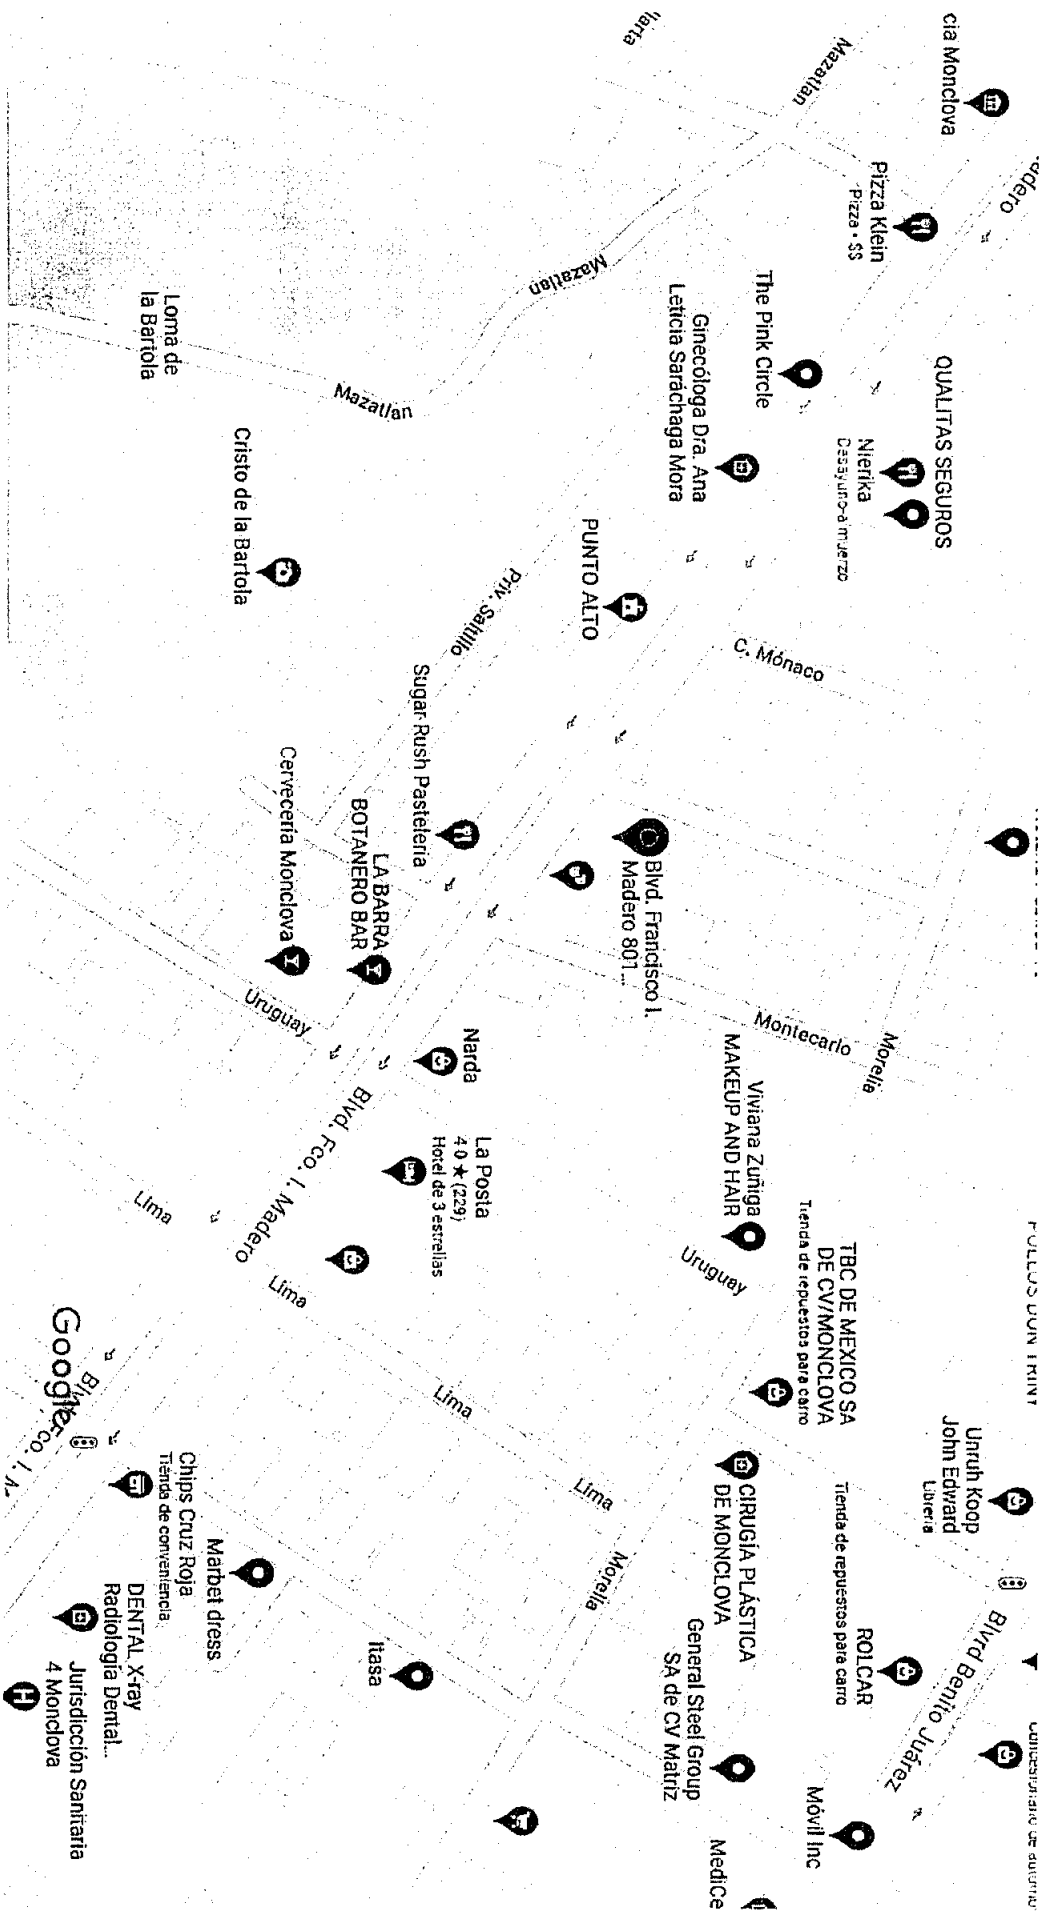 cia Monclova
Mazatlan
Pizza Klein
Pizza • $$
Mazatlan
The Pink Circle
Ginecóloga Dra. Ana
Leticia Saráchaga Mora
QUALITAS SEGUROS
Nierika
Desayuno-almuerzo
Loma de
la Bartola
Mazatlan
Cristo de la Bartola
PUNTO ALTO
Priv. Saltillo
C. Mónaco
Sugar Rush Pastelería
Cervecería Monclova
LA BARRA
BOTANERO BAR
Blvd. Francisco I.
Madero 801...
Uruguay
Montecarlo
Morelia
Narda
Blvd. Fco. I. Madero
La Posta
4.0 ★ (229)
Hotel de 3 estrellas
Viviana Zuñiga
MAKEUP AND HAIR
Uruguay
Lima
Lima
TBC DE MEXICO SA
DE CV/MONCLOVA
Tienda de repuestos para carro
POLLOS DON TRINI
Google
Lima
Lima
Unruh Koop
John Edward
Librería
CIRUGÍA PLÁSTICA
DE MONCLOVA
Tienda de repuestos para carro
ROLCAR
Chips Cruz Roja
Tienda de conveniencia
Marbet dress
Morelia
Blvrd Benito Juárez
DENTAL X-ray
Radiología Dental...
Itasa
General Steel Group
SA de CV Matriz
Jurisdicción Sanitaria
4 Monclova
Móvil Inc
MediCe